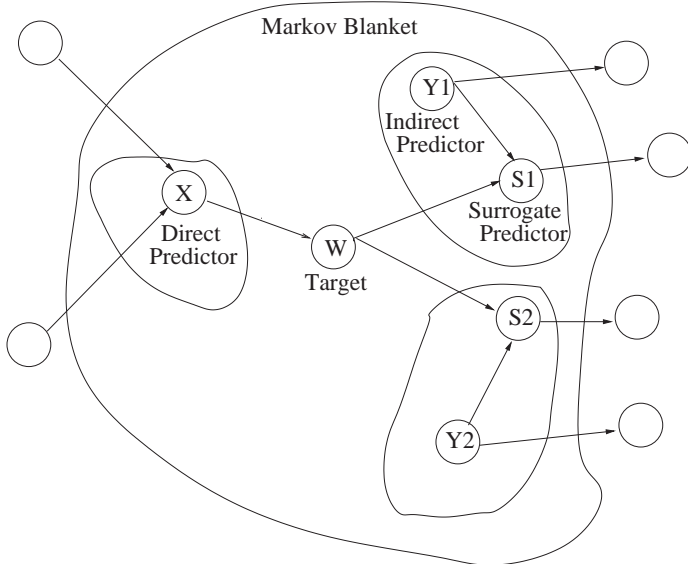 Markov Blanket
Y1
Indirect
Predictor
S1
Surrogate
Predictor
X
Direct
Predictor
W
Target
S2
Y2